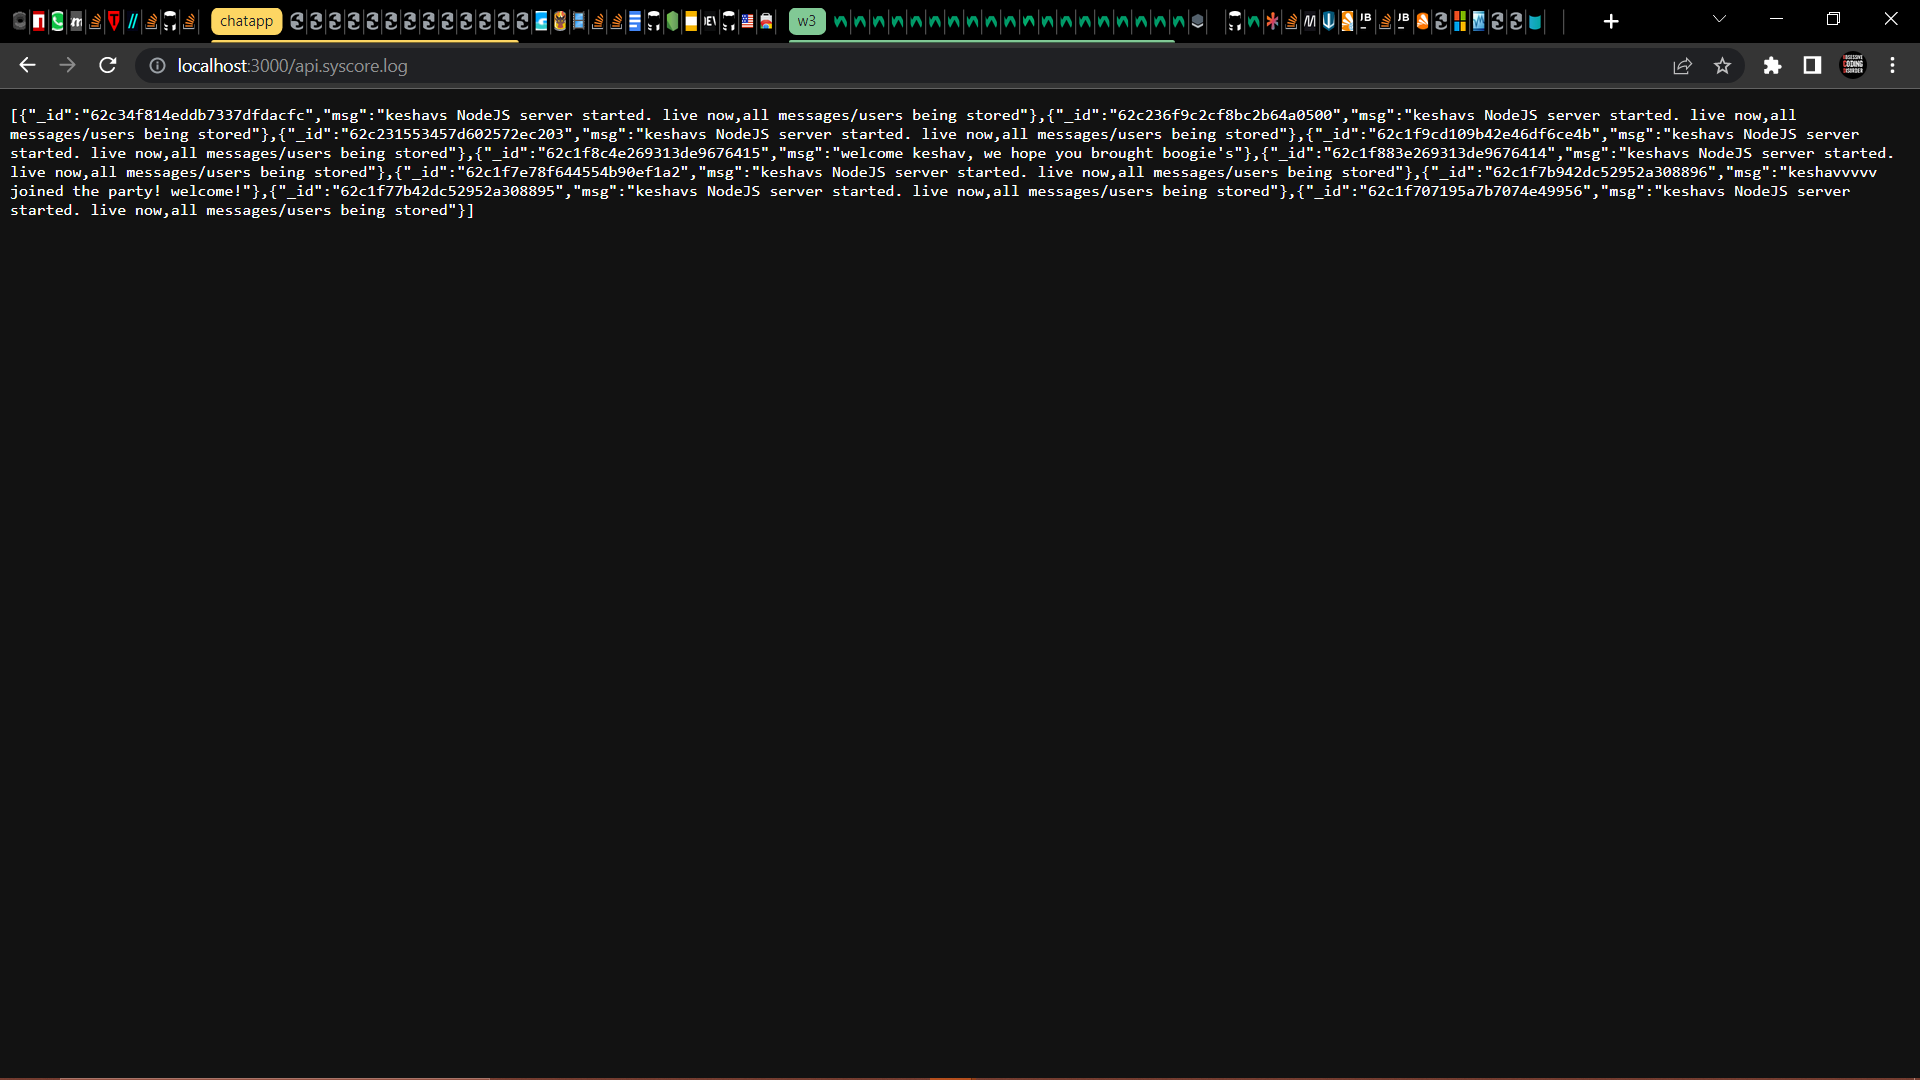 chatapp
w3
localhost:3000/api.syscore.log
[{"_id":"62c34f814eddb7337dfdacfc","msg":"keshavs NodeJS server started. live now,all messages/users being stored"},{"_id":"62c236f9c2cf8bc2b64a0500","msg":"keshavs NodeJS server started. live now,all
messages/users being stored"},{"_id":"62c231553457d602572ec203","msg":"keshavs NodeJS server started. live now,all messages/users being stored"},{"_id":"62c1f9cd109b42e46df6ce4b","msg":"keshavs NodeJS server
started. live now,all messages/users being stored"},{"_id":"62c1f8c4e269313de9676415","msg":"welcome keshav, we hope you brought boogie's"},{"_id":"62c1f883e269313de9676414","msg":"keshavs NodeJS server started.
live now,all messages/users being stored"},{"_id":"62c1f7e78f644554b90ef1a2","msg":"keshavs NodeJS server started. live now,all messages/users being stored"},{"_id":"62c1f7b942dc52952a308896","msg":"keshavvvvv
joined the party! welcome!"},{"_id":"62c1f77b42dc52952a308895","msg":"keshavs NodeJS server started. live now,all messages/users being stored"},{"_id":"62c1f707195a7b7074e49956","msg":"keshavs NodeJS server
started. live now,all messages/users being stored"}]